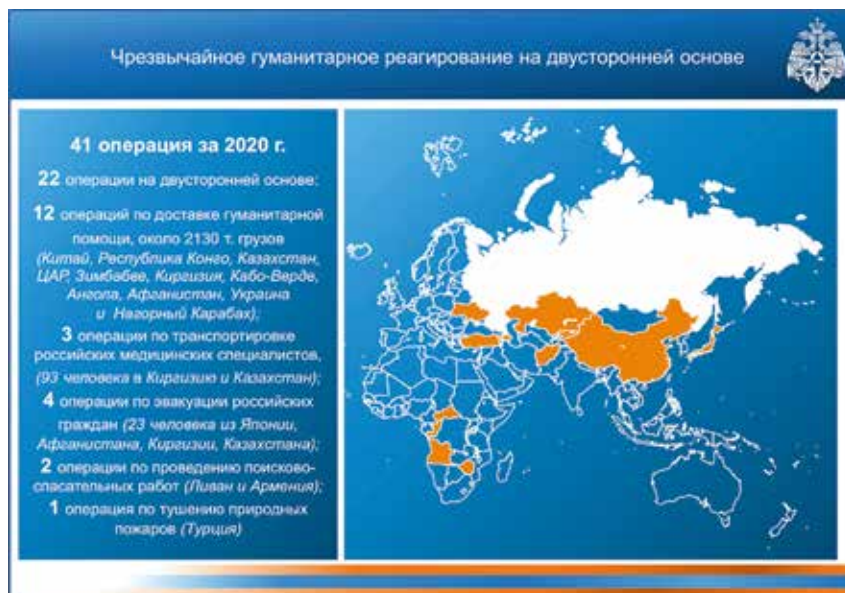 Чрезвычайное гуманитарное реагирование на двусторонней основе
41 операция за 2020 г.
22 операции на двусторонней основе:
12 операций по доставке гуманитарной
помощи, около 2130 т. грузов
(Китай, Республика Конго, Казахстан,
ЦАР, Зимбабве, Киргизия, Кабо-Верде,
Ангола, Афганистан, Украина
и Нагорный Карабах);
3 операции по транспортировке
российских медицинских специалистов,
(93 человека в Киргизию и Казахстан);
4 операции по эвакуации российских
граждан (23 человека из Японии,
Афганистана, Киргизии, Казахстана);
2 операции по проведению поисково-
спасательных работ (Ливан и Армения);
1 операция по тушению природных
пожаров (Турция)